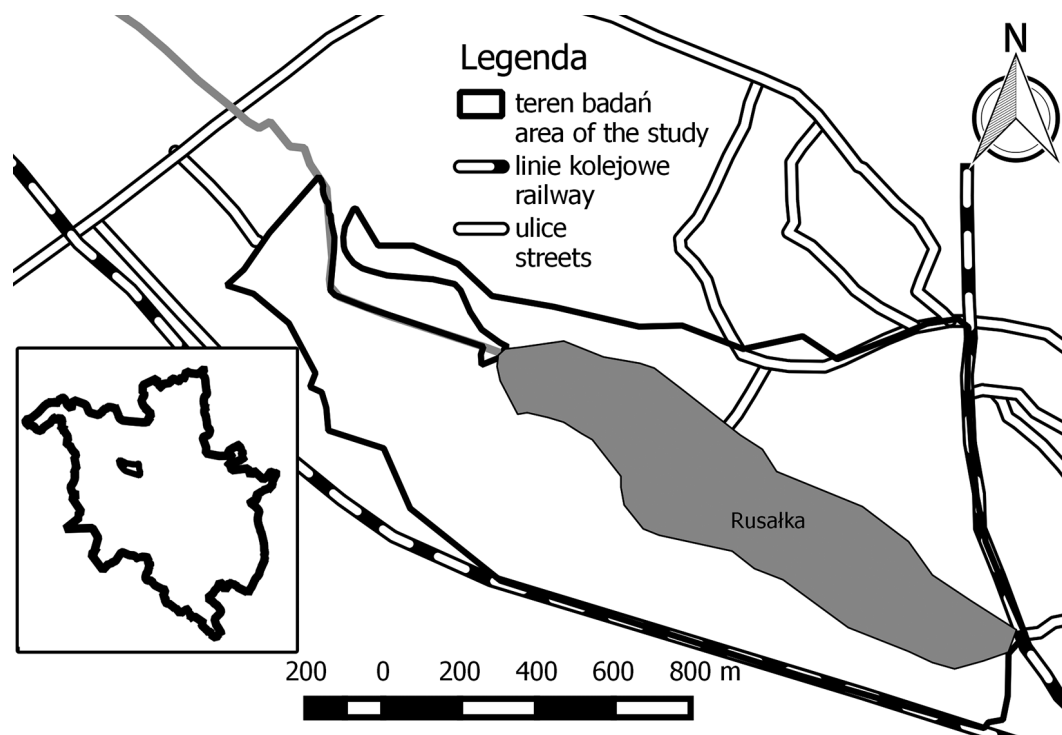 N
Legenda
teren badań
area of the study
linie kolejowe
railway
ulice
streets
Rusałka
200 0 200 400 600 800 m